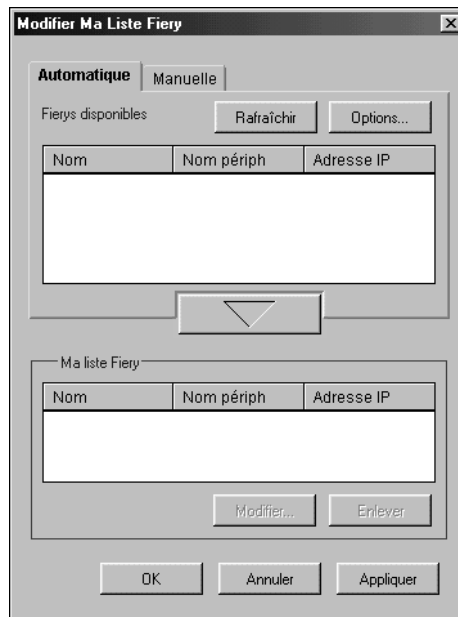 Modifier Ma Liste Fiery
Automatique Manuelle
Fierys disponibles Rafraîchir Options...
Nom Nom périph Adresse IP
Ma liste Fiery
Nom Nom périph Adresse IP
Modifier... Enlever
OK Annuler Appliquer